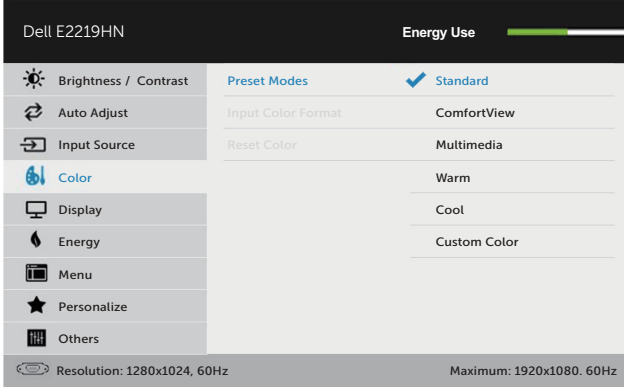 Dell E2219HN Energy Use
Brightness / Contrast Preset Modes Standard
Auto Adjust Input Color Format ComfortView
Input Source Reset Color Multimedia
Color Warm
Display Cool
Energy Custom Color
Menu
Personalize
Others
Resolution: 1280x1024, 60Hz Maximum: 1920x1080. 60Hz